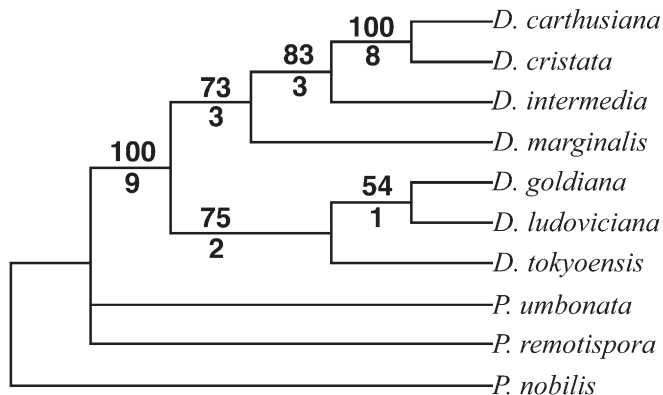 D. carthusiana
100
8
D. cristata
83
3
D. intermedia
73
3
D. marginalis
100
9
D. goldiana
54
1
D. ludoviciana
75
2
D. tokyoensis
P. umbonata
P. remotispora
P. nobilis